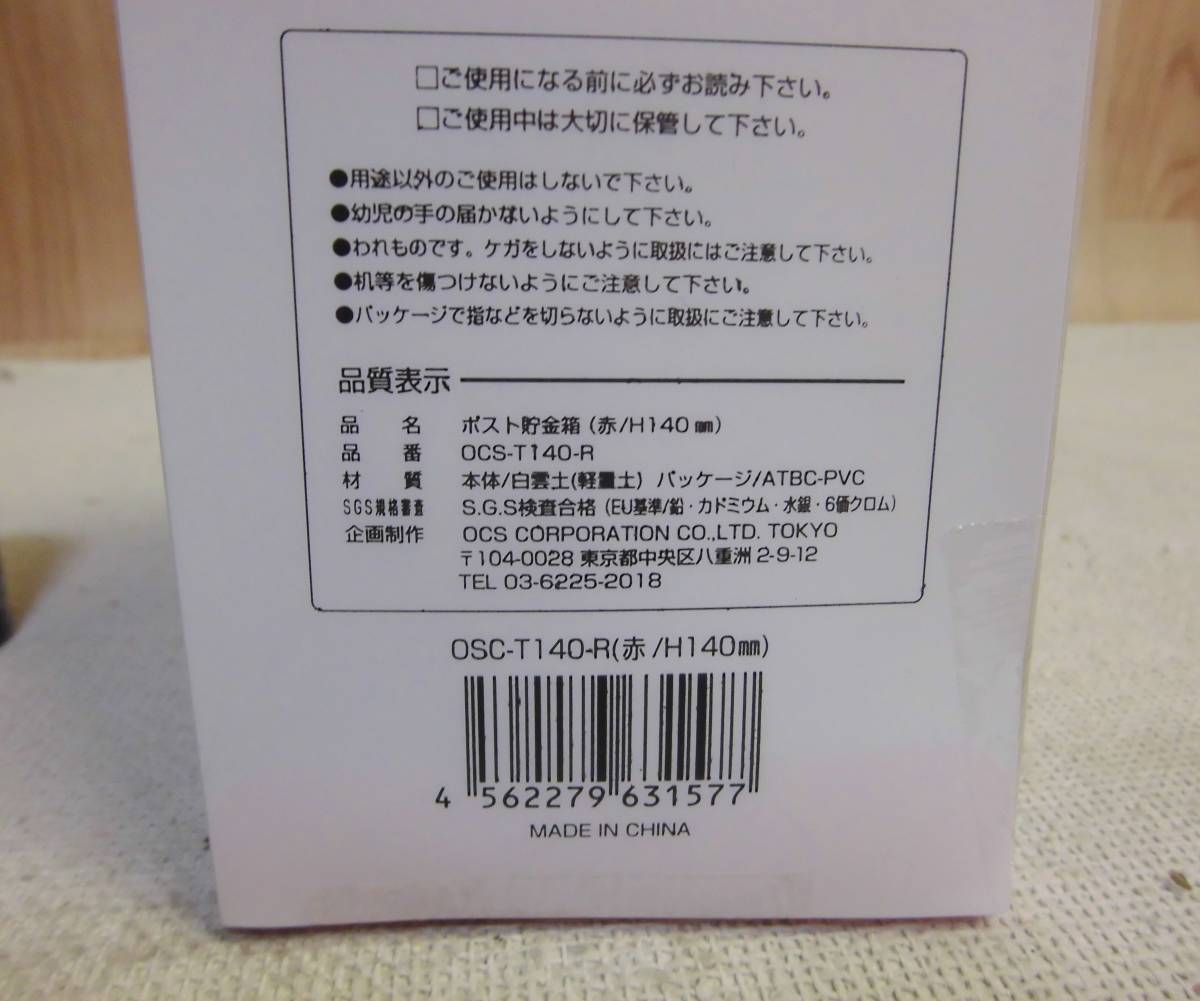 □ご使用になる前に必ずお読み下さい。
□ご使用中は大切に保管して下さい。
●用途以外のご使用はしないで下さい。
●幼児の手の届かないようにして下さい。
●われものです。ケガをしないように取扱にはご注意して下さい。
●机等を傷つけないようにご注意して下さい。
●パッケージで指などを切らないように取扱にご注意して下さい。
品質表示
品　名　ポスト貯金箱(赤/H140㎜)
品　番　OCS-T140-R
材　質　本体/白雲土(軽量土) パッケージ/ATBC-PVC
SGS規格審査　S.G.S検査合格(EU基準/鉛・カドミウム・水銀・6価クロム)
企画制作　OCS CORPORATION CO.,LTD. TOKYO
〒104-0028 東京都中央区八重洲2-9-12
TEL 03-6225-2018
OSC-T140-R(赤/H140㎜)
4 562279 631577
MADE IN CHINA